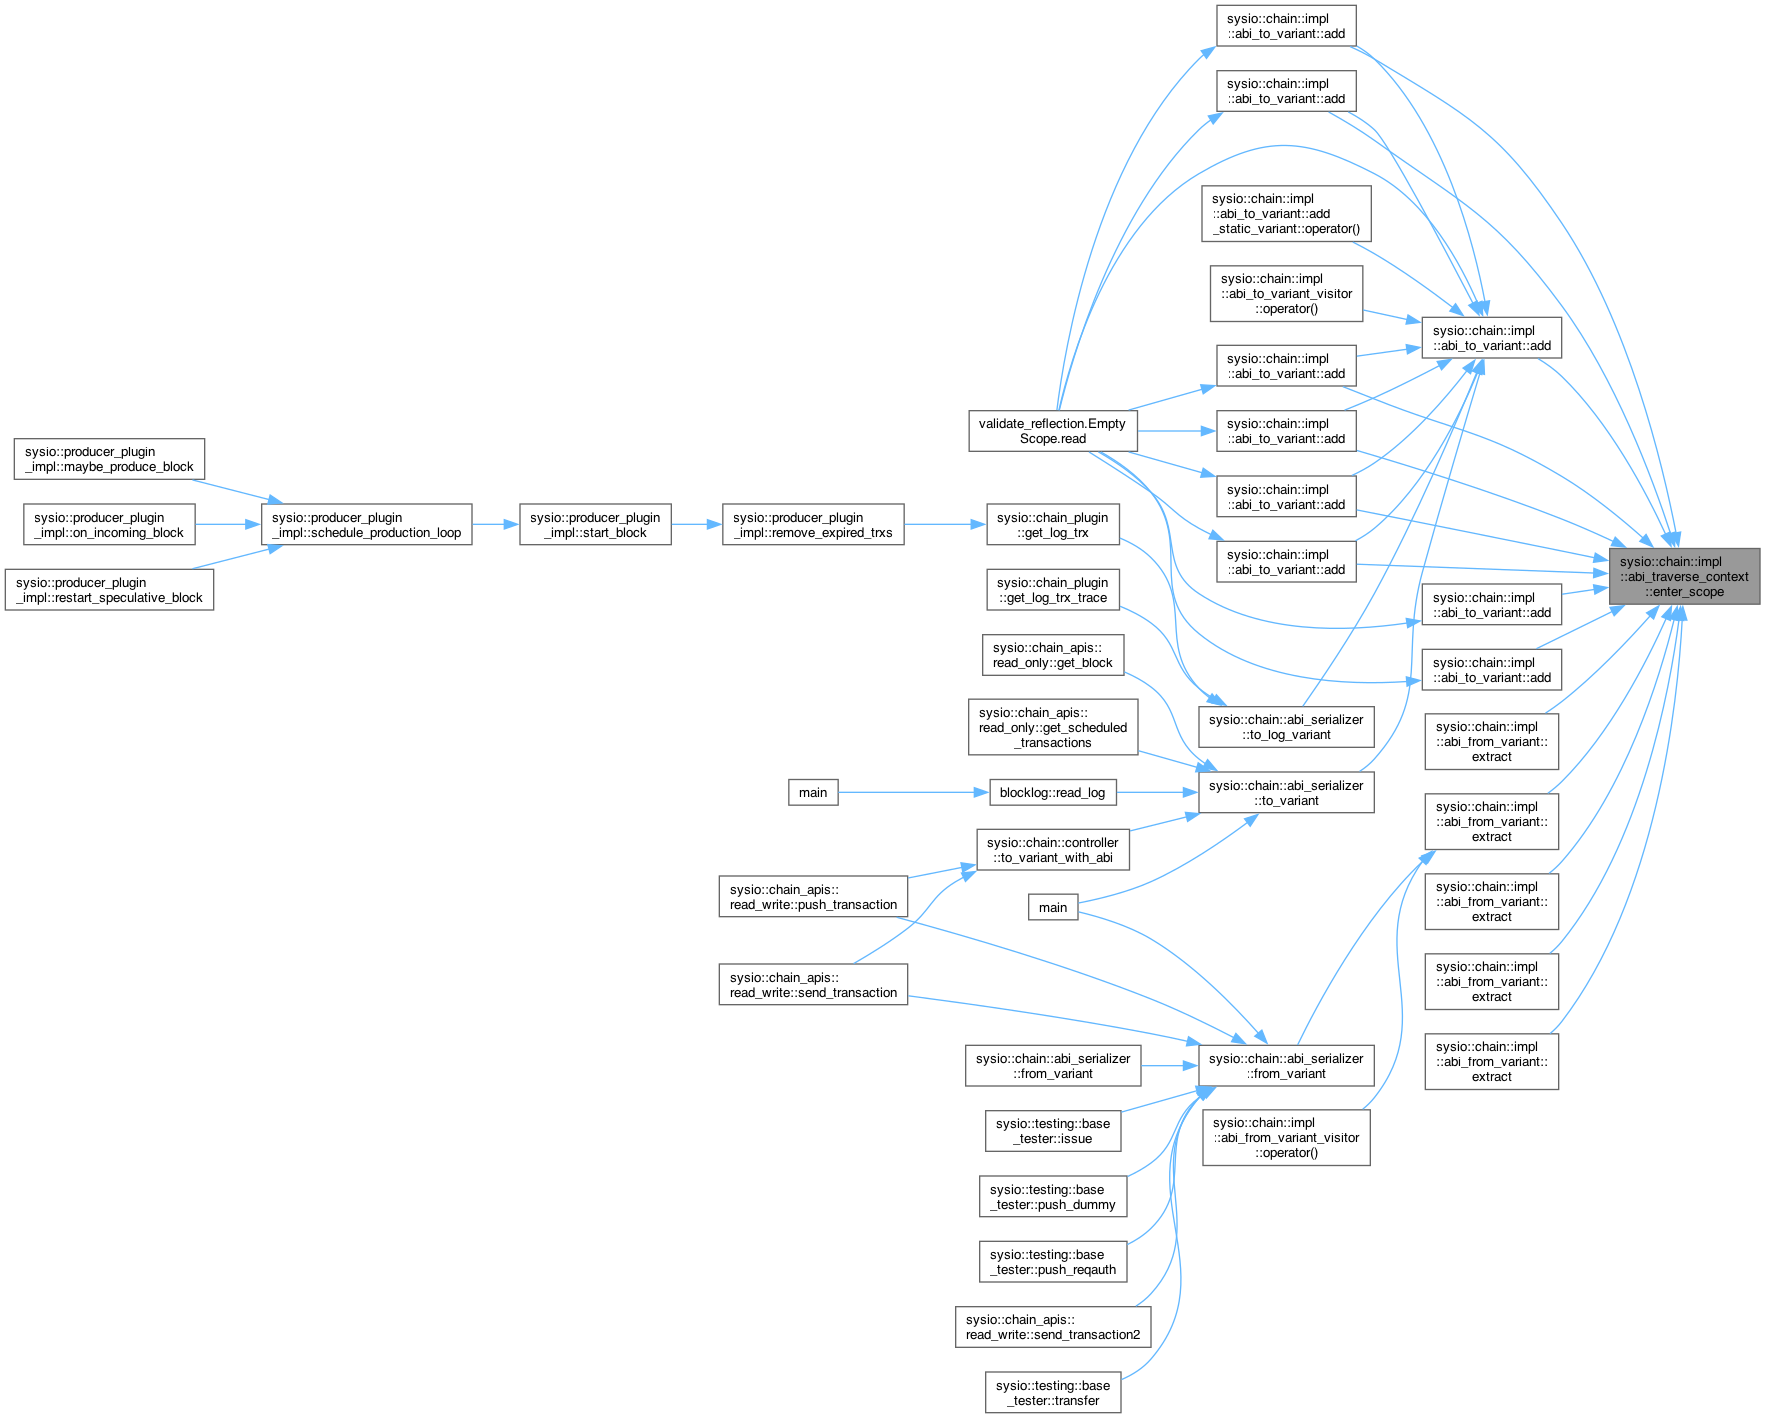 sysio::chain::impl
::abi_to_variant::add
sysio::chain::impl
::abi_to_variant::add
sysio::chain::impl
::abi_to_variant::add
_static_variant::operator()
sysio::chain::impl
::abi_to_variant_visitor
::operator()
sysio::chain::impl
::abi_to_variant::add
sysio::chain::impl
::abi_to_variant::add
validate_reflection.Empty
Scope.read
sysio::chain::impl
::abi_to_variant::add
sysio::producer_plugin
_impl::maybe_produce_block
sysio::chain::impl
::abi_to_variant::add
sysio::producer_plugin
_impl::on_incoming_block
sysio::producer_plugin
_impl::schedule_production_loop
sysio::producer_plugin
_impl::start_block
sysio::producer_plugin
_impl::remove_expired_trxs
sysio::chain_plugin
::get_log_trx
sysio::chain::impl
::abi_to_variant::add
sysio::chain::impl
::abi_traverse_context
::enter_scope
sysio::producer_plugin
_impl::restart_speculative_block
sysio::chain_plugin
::get_log_trx_trace
sysio::chain::impl
::abi_to_variant::add
sysio::chain_apis::
read_only::get_block
sysio::chain::impl
::abi_to_variant::add
sysio::chain_apis::
read_only::get_scheduled
_transactions
sysio::chain::abi_serializer
::to_log_variant
sysio::chain::impl
::abi_from_variant::
extract
main
blocklog::read_log
sysio::chain::abi_serializer
::to_variant
sysio::chain::impl
::abi_from_variant::
extract
sysio::chain::controller
::to_variant_with_abi
sysio::chain_apis::
read_write::push_transaction
main
sysio::chain::impl
::abi_from_variant::
extract
sysio::chain_apis::
read_write::send_transaction
sysio::chain::impl
::abi_from_variant::
extract
sysio::chain::abi_serializer
::from_variant
sysio::chain::abi_serializer
::from_variant
sysio::chain::impl
::abi_from_variant::
extract
sysio::testing::base
_tester::issue
sysio::chain::impl
::abi_from_variant_visitor
::operator()
sysio::testing::base
_tester::push_dummy
sysio::testing::base
_tester::push_reqauth
sysio::chain_apis::
read_write::send_transaction2
sysio::testing::base
_tester::transfer